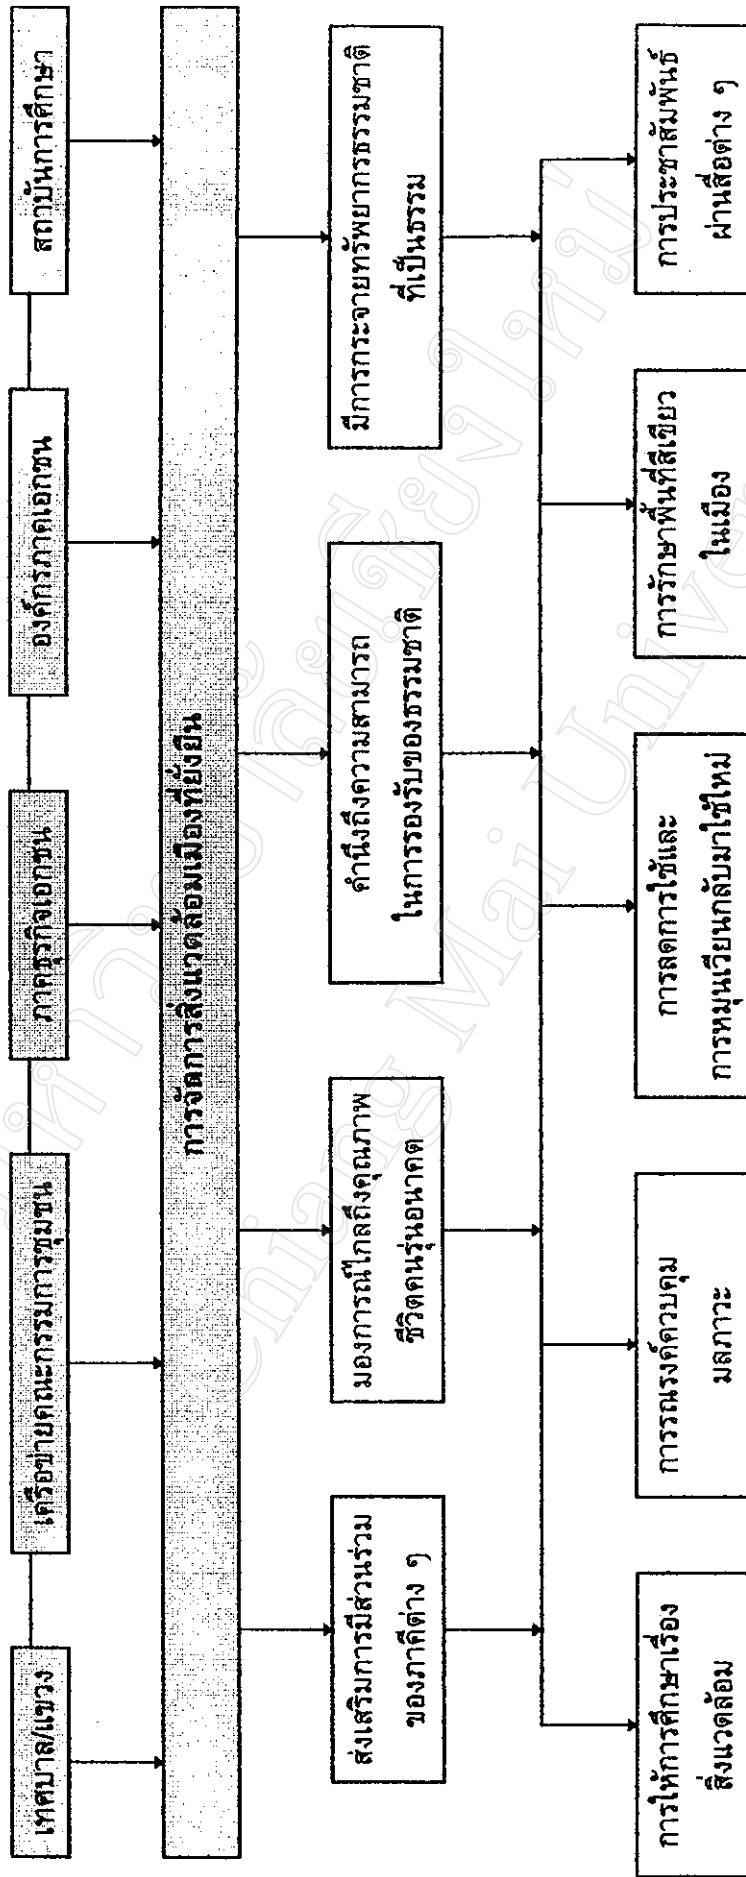 เทศบาล/แขวง
เครือข่ายคณะกรรมการชุมชน
ภาคธุรกิจเอกชน
องค์กรภาคเอกชน
สถาบันการศึกษา
การจัดการสิ่งแวดล้อมเมืองที่ยั่งยืน
ส่งเสริมการมีส่วนร่วม
ของภาคีต่าง ๆ
มองการณ์ไกลถึงคุณภาพ
ชีวิตคนรุ่นอนาคต
คำนึงถึงความสามารถ
ในการรองรับของธรรมชาติ
มีการกระจายทรัพยากรธรรมชาติ
ที่เป็นธรรม
การให้การศึกษาเรื่อง
สิ่งแวดล้อม
การรณรงค์ควบคุม
มลภาวะ
การลดการใช้และ
การหมุนเวียนกลับมาใช้ใหม่
การรักษาพื้นที่สีเขียว
ในเมือง
การประชาสัมพันธ์
ผ่านสื่อต่าง ๆ
Chiang Mai Univer